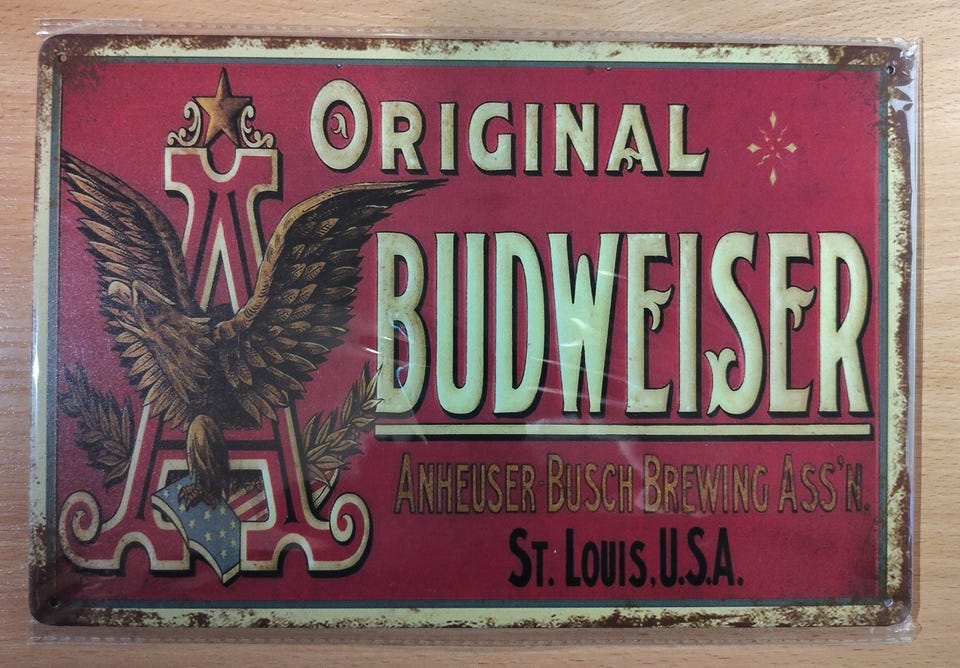 ORIGINAL
BUDWEISER
ANHEUSER-BUSCH BREWING ASS'N.
ST. LOUIS, U.S.A.
A